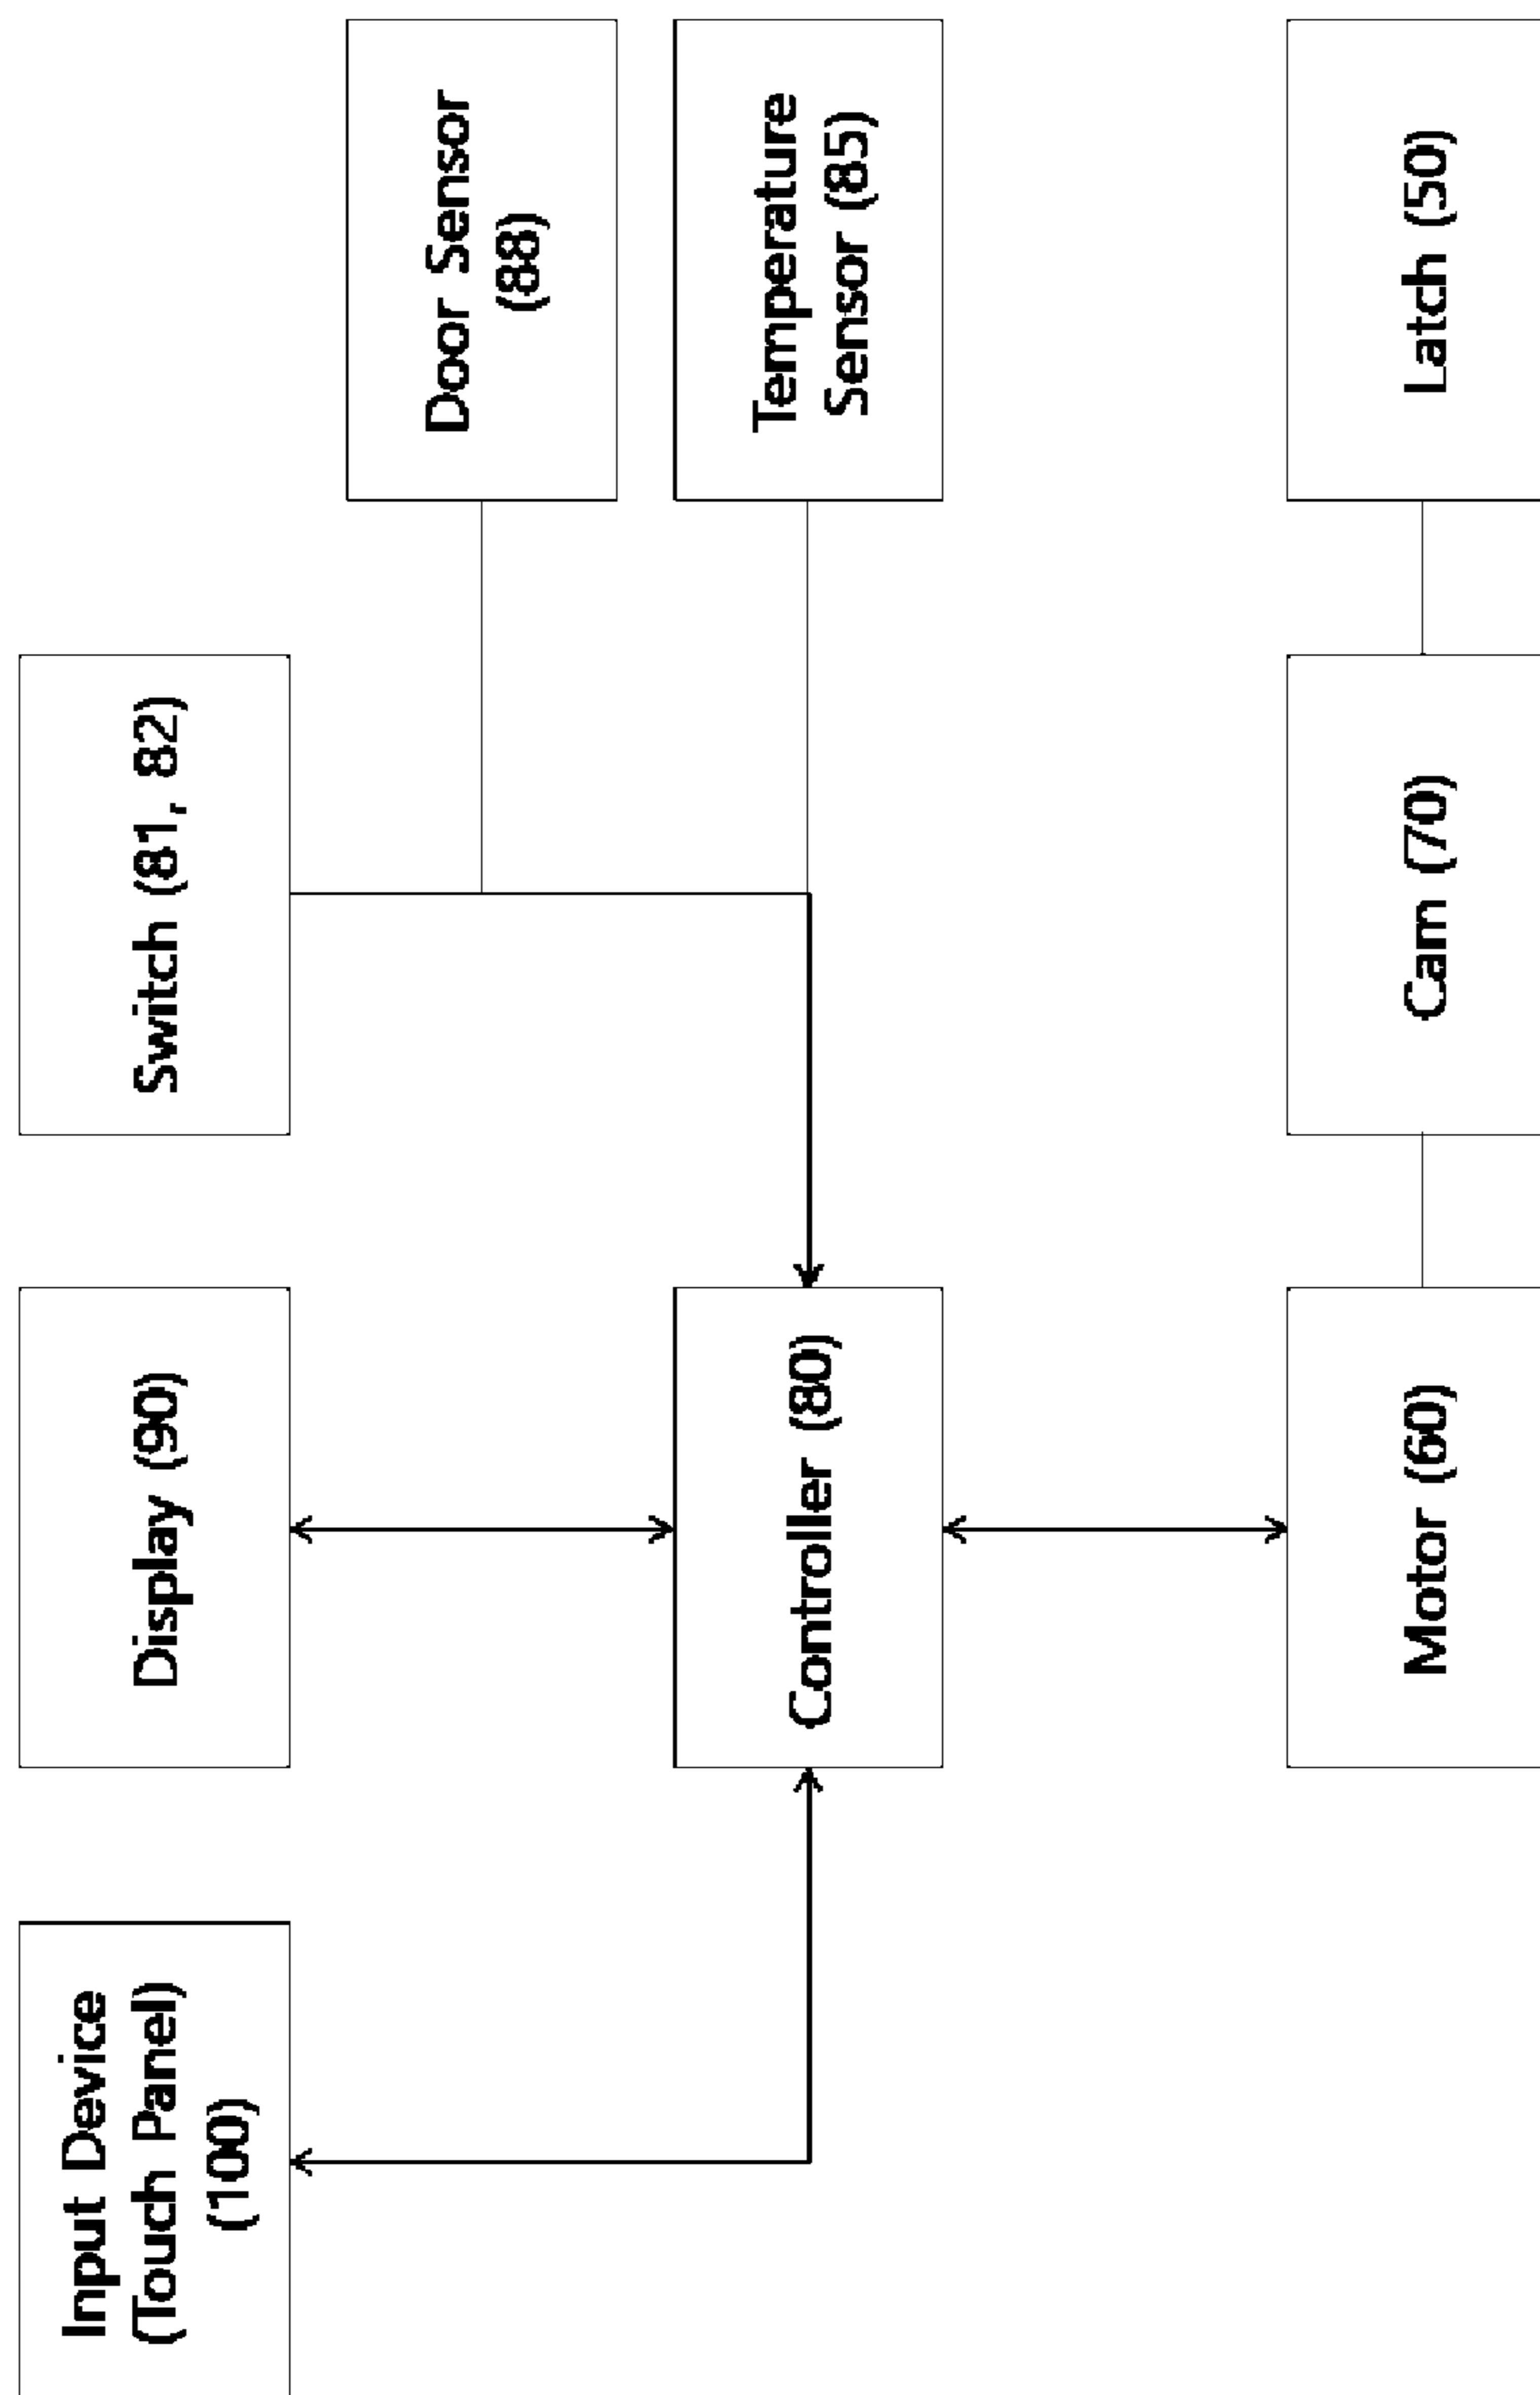 Input Device
(Touch Panel)
(100)
Display (90)
Switch (81, 82)
Door Sensor
(88)
Controller (80)
Temperature
Sensor (85)
Motor (60)
Cam (70)
Latch (50)